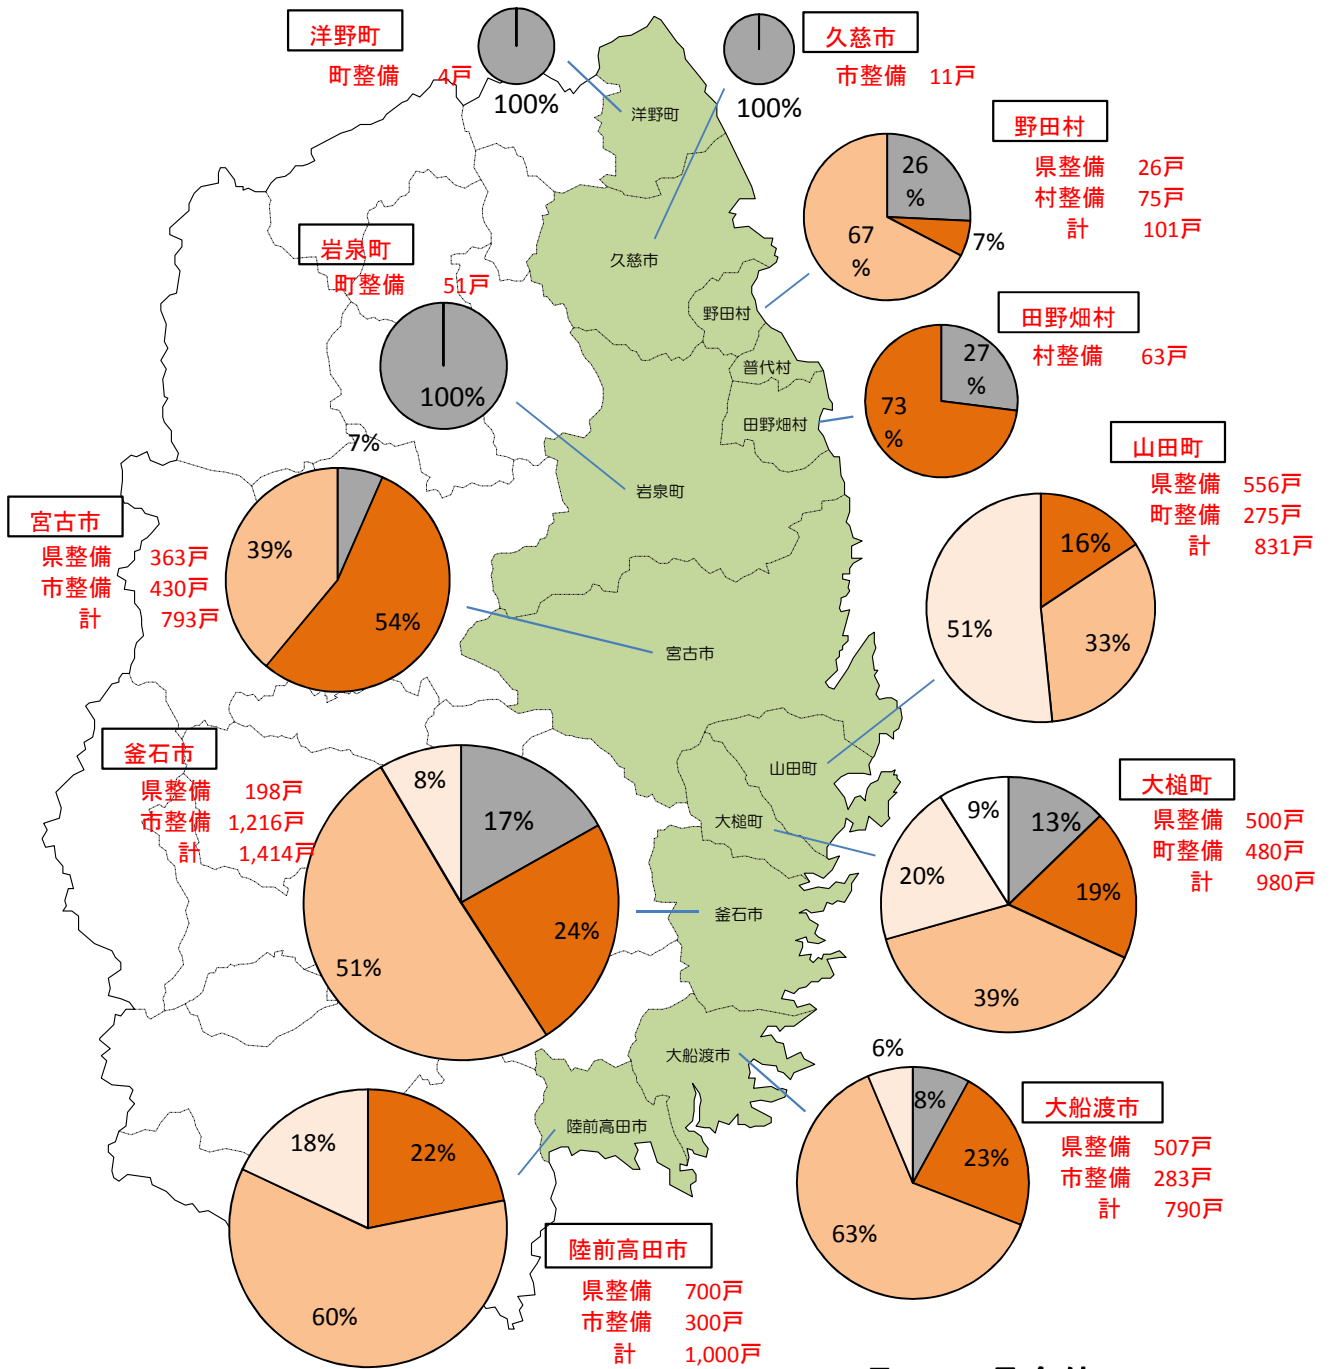 洋野町
町整備 4戸
100%
久慈市
市整備 11戸
100%
野田村
県整備 26戸
村整備 75戸
計 101戸
26%
7%
67%
岩泉町
町整備 51戸
100%
田野畑村
村整備 63戸
27%
73%
山田町
県整備 556戸
町整備 275戸
計 831戸
16%
33%
51%
宮古市
県整備 363戸
市整備 430戸
計 793戸
7%
54%
39%
釜石市
県整備 198戸
市整備 1,216戸
計 1,414戸
17%
24%
51%
8%
大槌町
県整備 500戸
町整備 480戸
計 980戸
13%
19%
39%
20%
9%
大船渡市
県整備 507戸
市整備 283戸
計 790戸
8%
23%
63%
6%
陸前高田市
県整備 700戸
市整備 300戸
計 1,000戸
22%
60%
18%
洋野町
久慈市
野田村
普代村
田野畑村
岩泉町
宮古市
山田町
大槌町
釜石市
大船渡市
陸前高田市